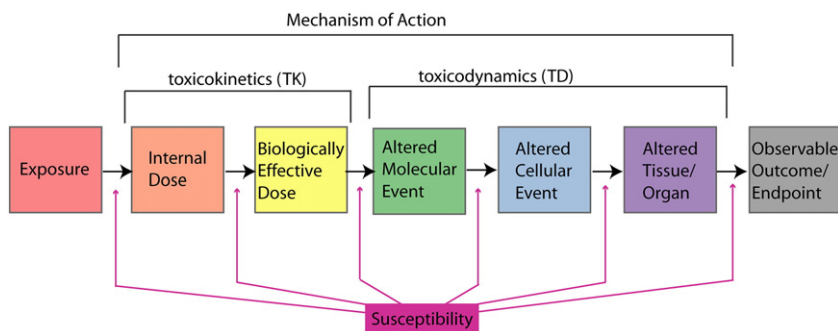 Mechanism of Action
toxicokinetics (TK)
toxicodynamics (TD)
Exposure
Internal
Dose
Biologically
Effective
Dose
Altered
Molecular
Event
Altered
Cellular
Event
Altered
Tissue/
Organ
Observable
Outcome/
Endpoint
Susceptibility